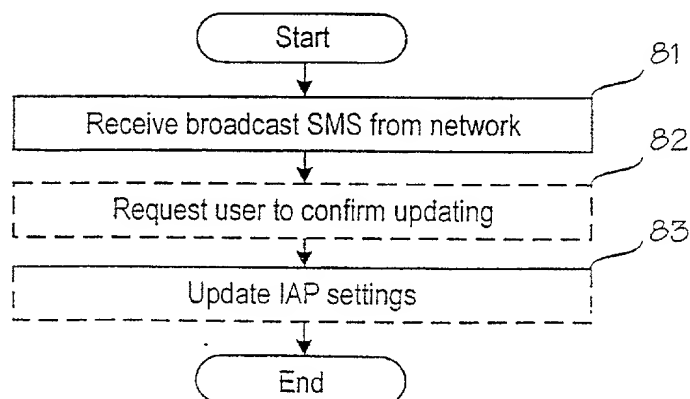 Start
81
Receive broadcast SMS from network
82
Request user to confirm updating
83
Update IAP settings
End